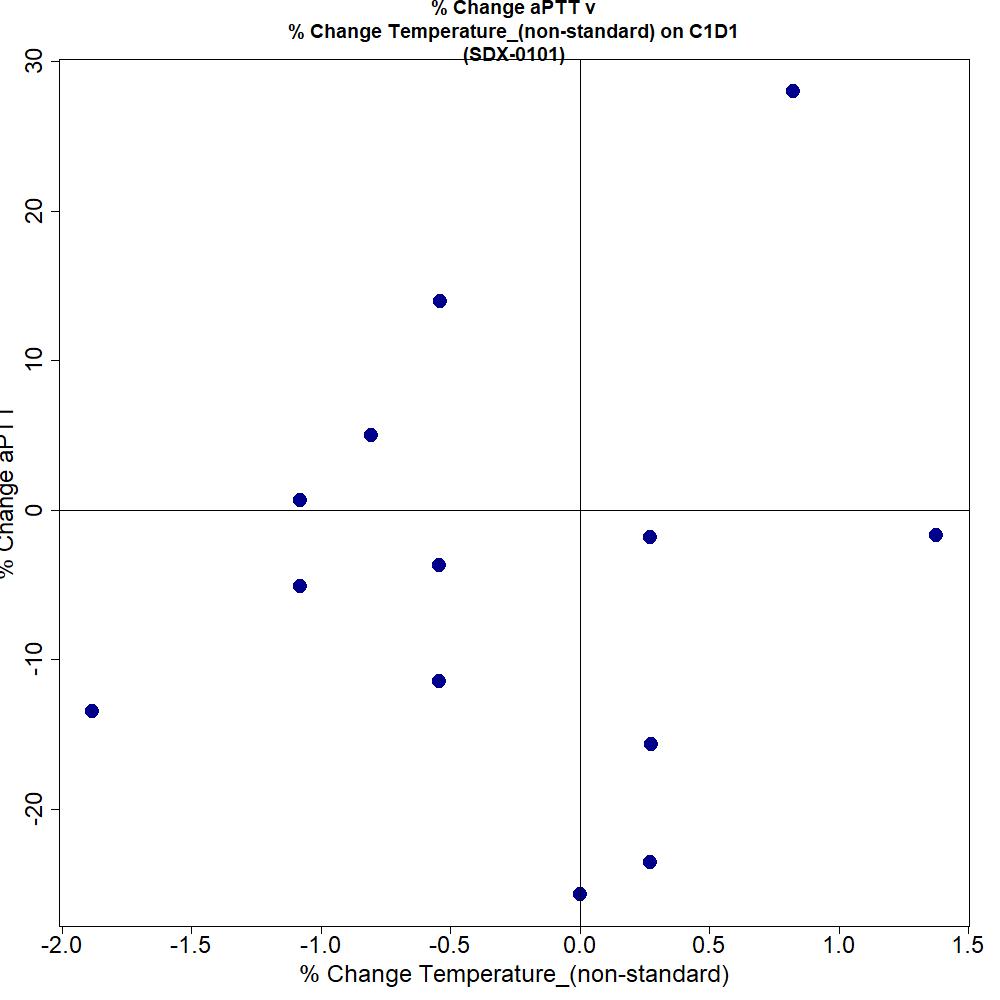 % Change aPTT v
% Change Temperature_(non-standard) on C1D1
(SDX-0101)
30
20
10
0
-10
-20
% Change aPTT
-2.0
-1.5
-1.0
-0.5
0.0
0.5
1.0
1.5
% Change Temperature_(non-standard)